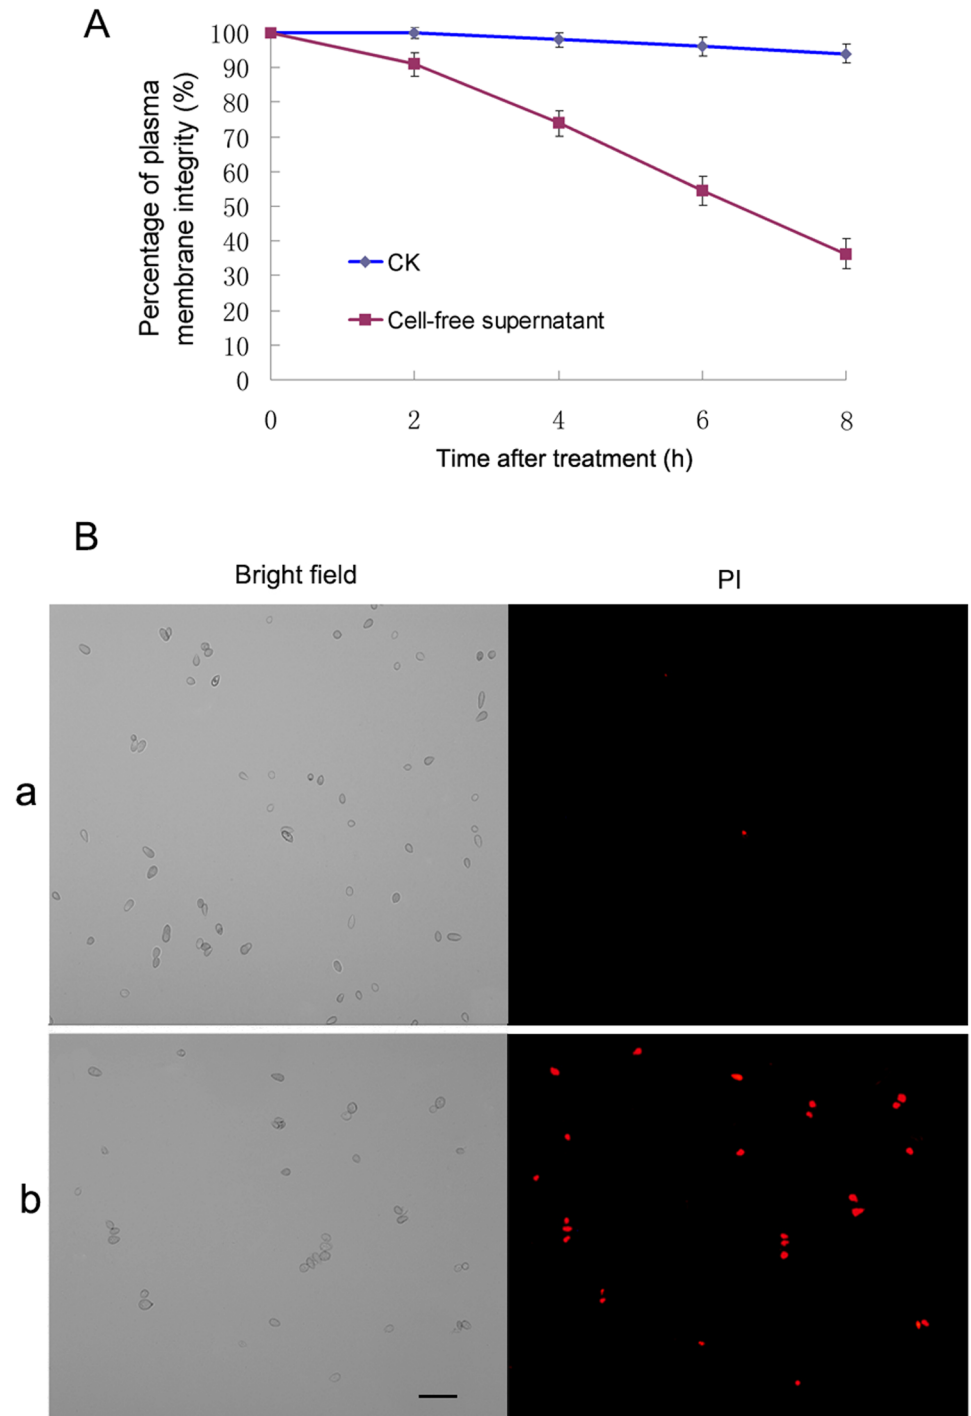 A
Percentage of plasma
membrane integrity (%)
100
90
80
70
60
50
40
30
20
10
0
CK
Cell-free supernatant
0 2 4 6 8
Time after treatment (h)
B
Bright field PI
a
b